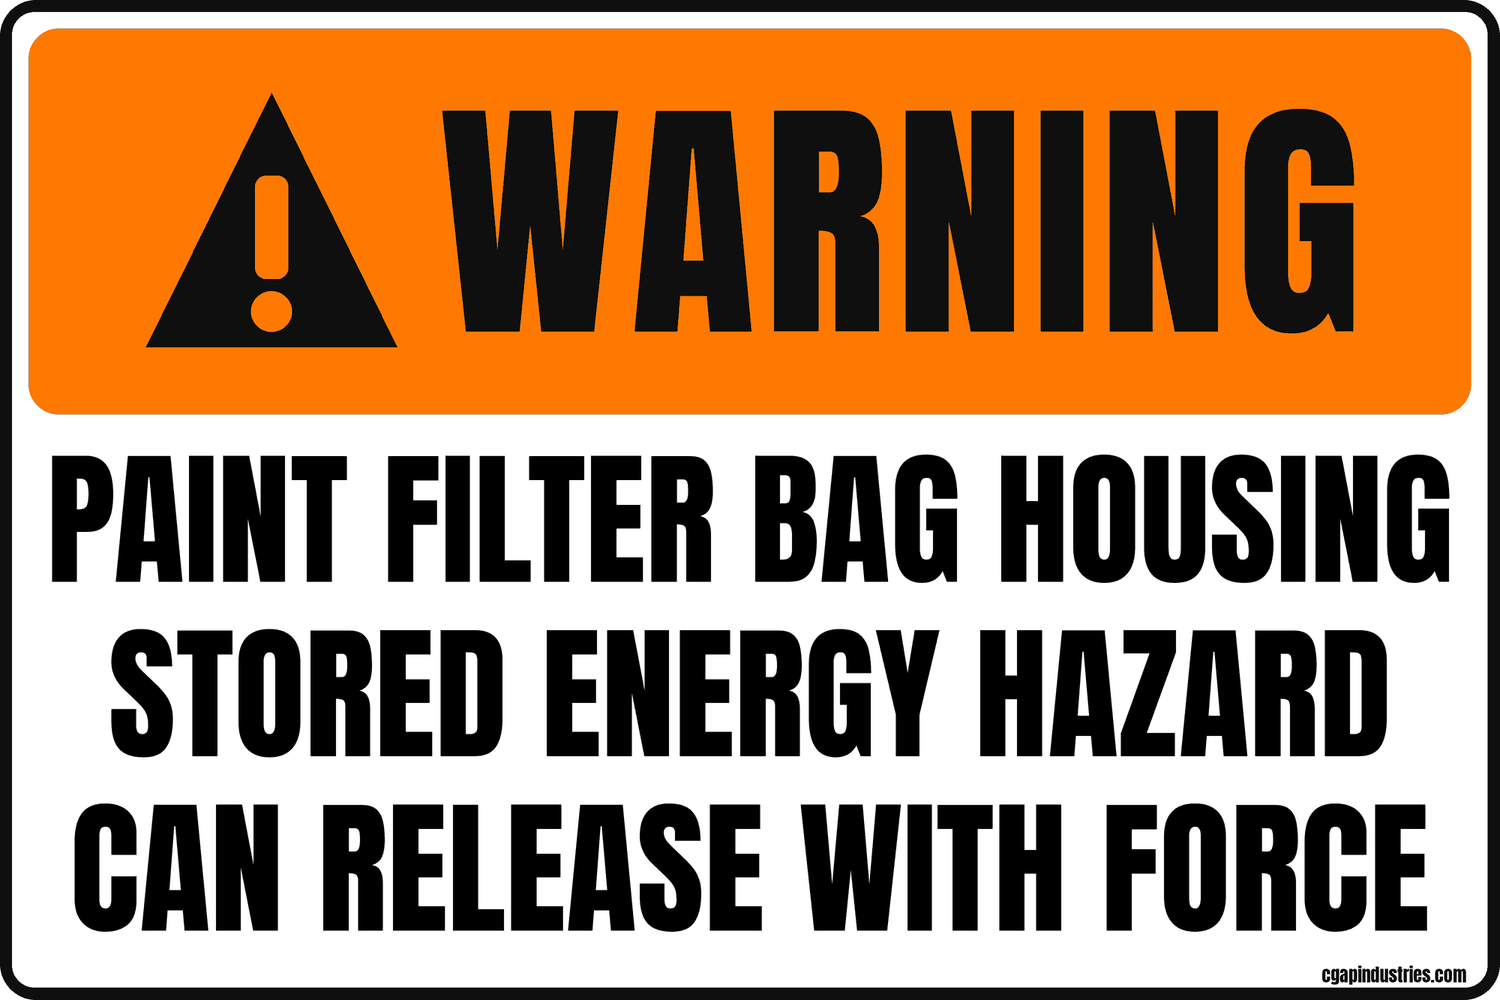 WARNING
PAINT FILTER BAG HOUSING
STORED ENERGY HAZARD
CAN RELEASE WITH FORCE
cgapindustries.com